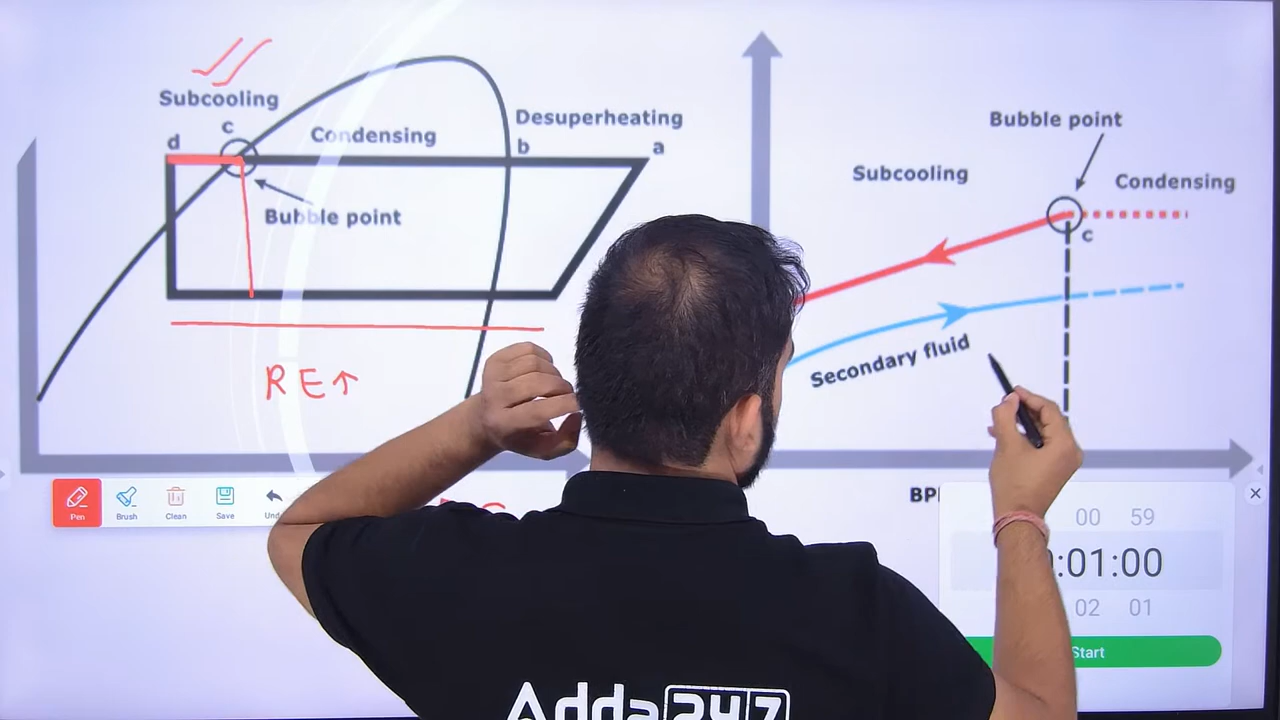 Subcooling
d
c
Condensing
Desuperheating
b
a
Bubble point
RE↑
Bubble point
Subcooling
Condensing
c
Secondary fluid
Pen
Brush
Clean
Save
00 59
:01:00
02 01
Start
Adda247